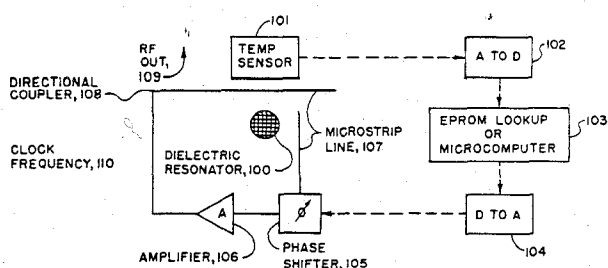 101
RF
OUT,
109
TEMP
SENSOR
A TO D
102
DIRECTIONAL
COUPLER, 108
EPROM LOOKUP
OR
MICROCOMPUTER
103
MICROSTRIP
LINE, 107
CLOCK
FREQUENCY, 110
DIELECTRIC
RESONATOR, 100
A
Ø
D TO A
104
AMPLIFIER, 106
PHASE
SHIFTER, 105